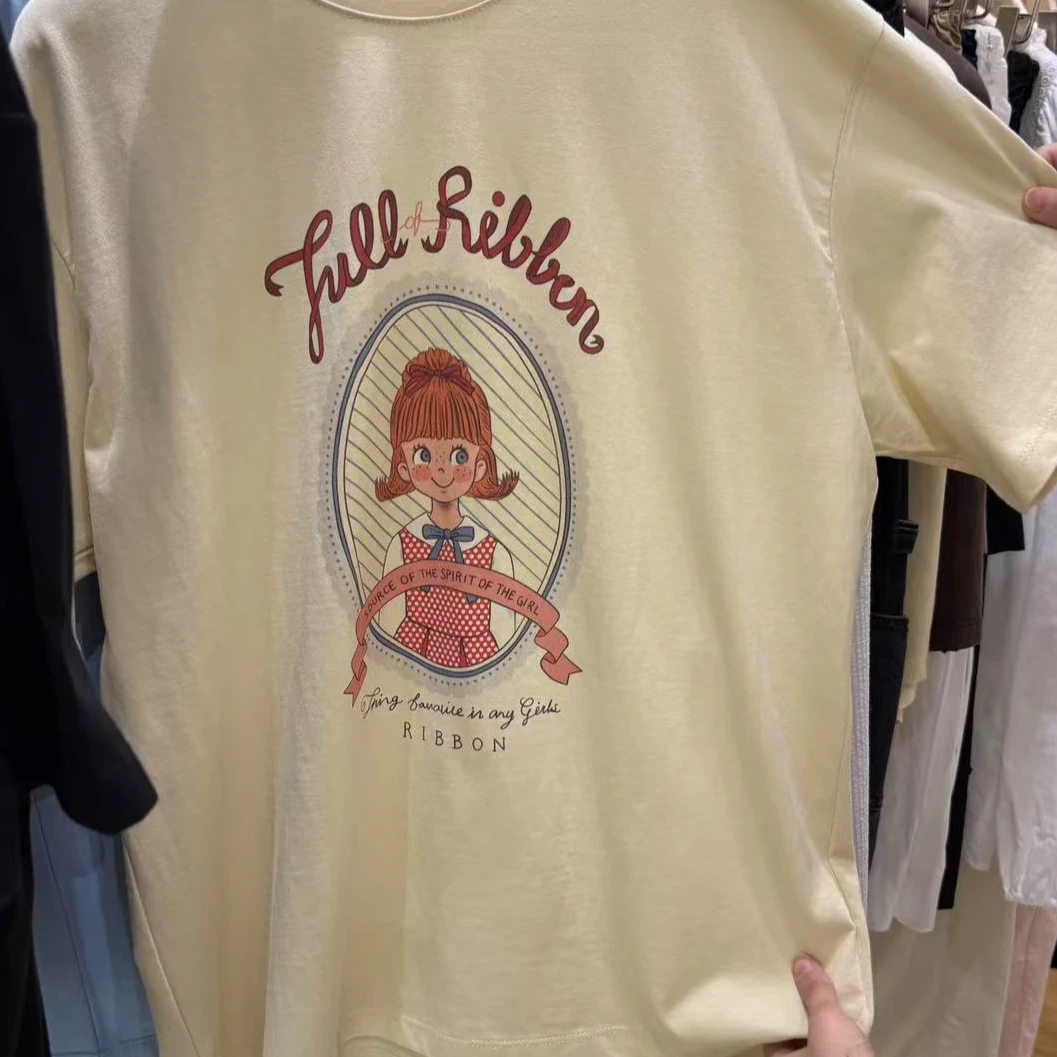 Full of Ribbon
SOURCE OF THE SPIRIT OF THE GIRL
Thing favorite in any Girls
RIBBON